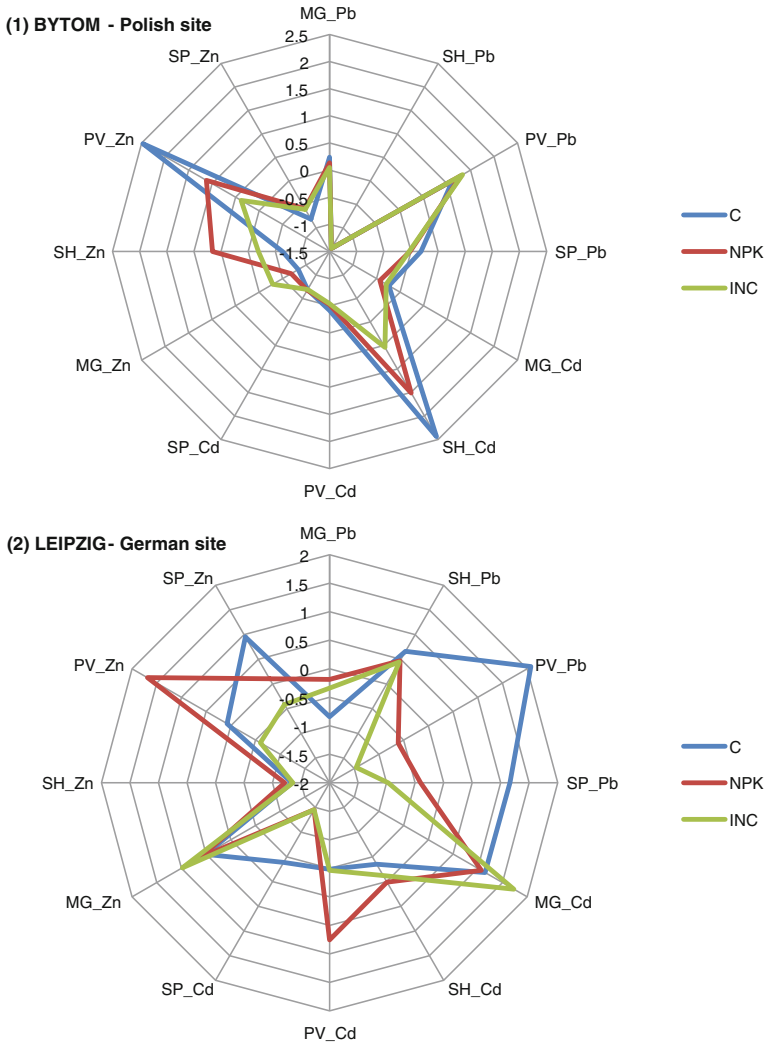 (1) BYTOM - Polish site
MG_Pb
SH_Pb
PV_Pb
SP_Pb
MG_Cd
SH_Cd
PV_Cd
SP_Cd
MG_Zn
SH_Zn
PV_Zn
SP_Zn
2.5
2
1.5
1
0.5
0
-0.5
-1
-1.5
C
NPK
INC
(2) LEIPZIG- German site
MG_Pb
SH_Pb
PV_Pb
SP_Pb
MG_Cd
SH_Cd
PV_Cd
SP_Cd
MG_Zn
SH_Zn
PV_Zn
SP_Zn
2
1.5
1
0.5
0
-0.5
-1
-1.5
-2
C
NPK
INC